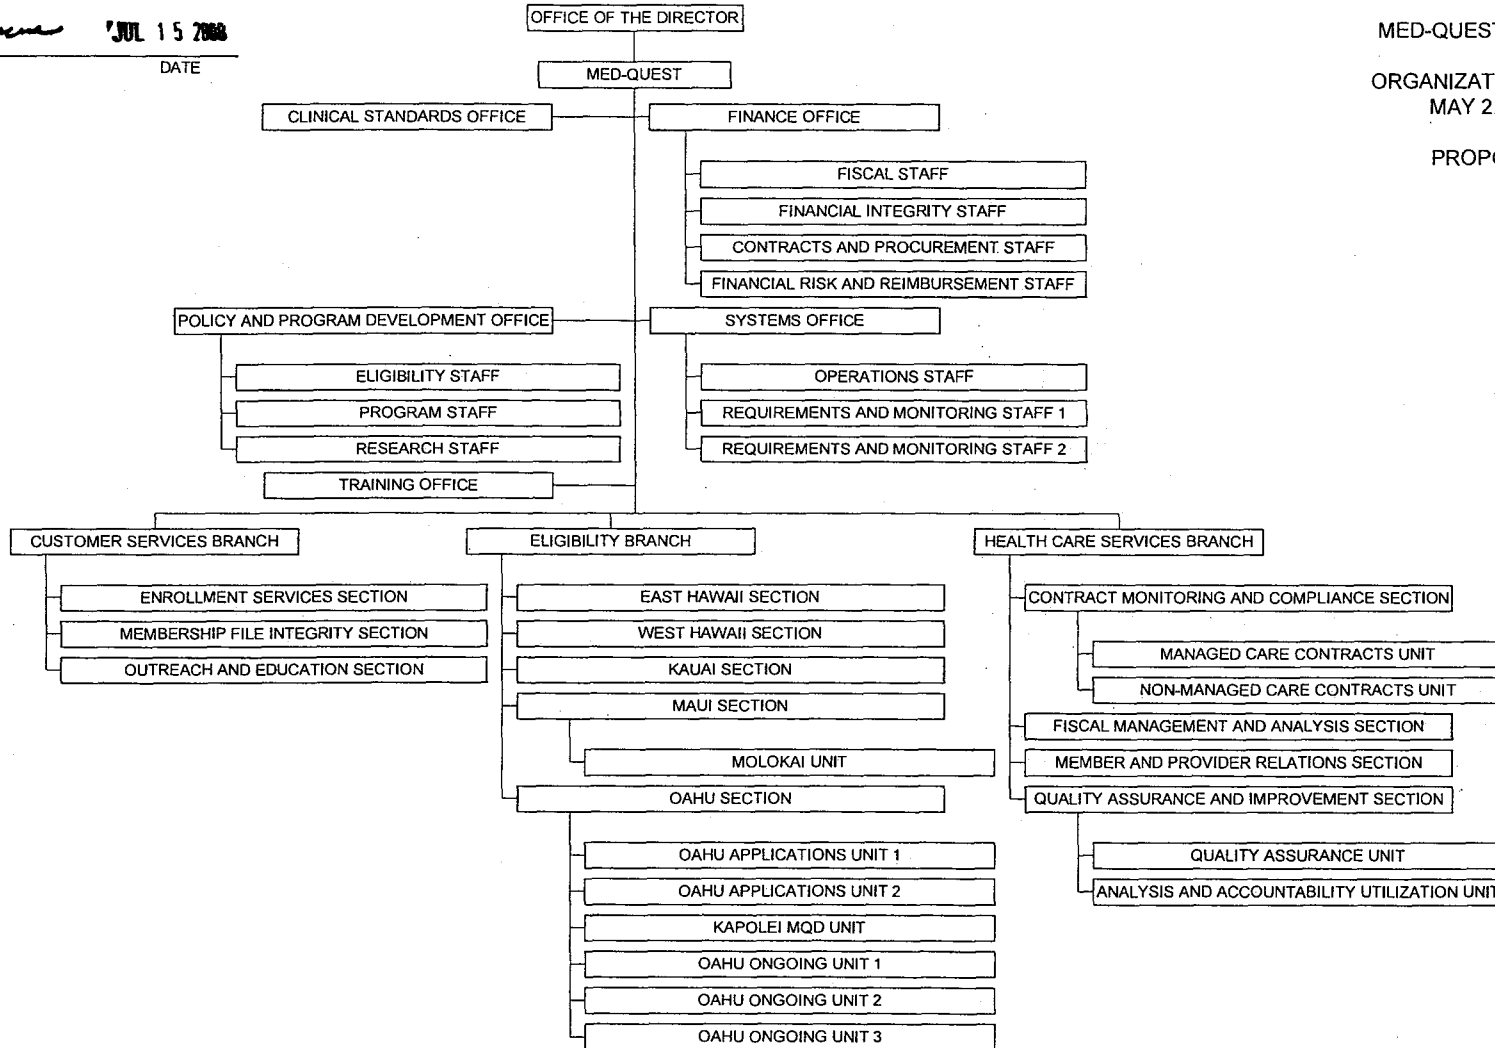 JUL 15 2008
DATE
MED-QUEST
ORGANIZAT
MAY 2
PROP
OFFICE OF THE DIRECTOR
MED-QUEST
CLINICAL STANDARDS OFFICE
FINANCE OFFICE
FISCAL STAFF
FINANCIAL INTEGRITY STAFF
CONTRACTS AND PROCUREMENT STAFF
FINANCIAL RISK AND REIMBURSEMENT STAFF
POLICY AND PROGRAM DEVELOPMENT OFFICE
SYSTEMS OFFICE
ELIGIBILITY STAFF
PROGRAM STAFF
RESEARCH STAFF
OPERATIONS STAFF
REQUIREMENTS AND MONITORING STAFF 1
REQUIREMENTS AND MONITORING STAFF 2
TRAINING OFFICE
CUSTOMER SERVICES BRANCH
ENROLLMENT SERVICES SECTION
MEMBERSHIP FILE INTEGRITY SECTION
OUTREACH AND EDUCATION SECTION
ELIGIBILITY BRANCH
EAST HAWAII SECTION
WEST HAWAII SECTION
KAUAI SECTION
MAUI SECTION
MOLOKAI UNIT
OAHU SECTION
OAHU APPLICATIONS UNIT 1
OAHU APPLICATIONS UNIT 2
KAPOLEI MQD UNIT
OAHU ONGOING UNIT 1
OAHU ONGOING UNIT 2
OAHU ONGOING UNIT 3
HEALTH CARE SERVICES BRANCH
CONTRACT MONITORING AND COMPLIANCE SECTION
MANAGED CARE CONTRACTS UNIT
NON-MANAGED CARE CONTRACTS UNIT
FISCAL MANAGEMENT AND ANALYSIS SECTION
MEMBER AND PROVIDER RELATIONS SECTION
QUALITY ASSURANCE AND IMPROVEMENT SECTION
QUALITY ASSURANCE UNIT
ANALYSIS AND ACCOUNTABILITY UTILIZATION UNIT